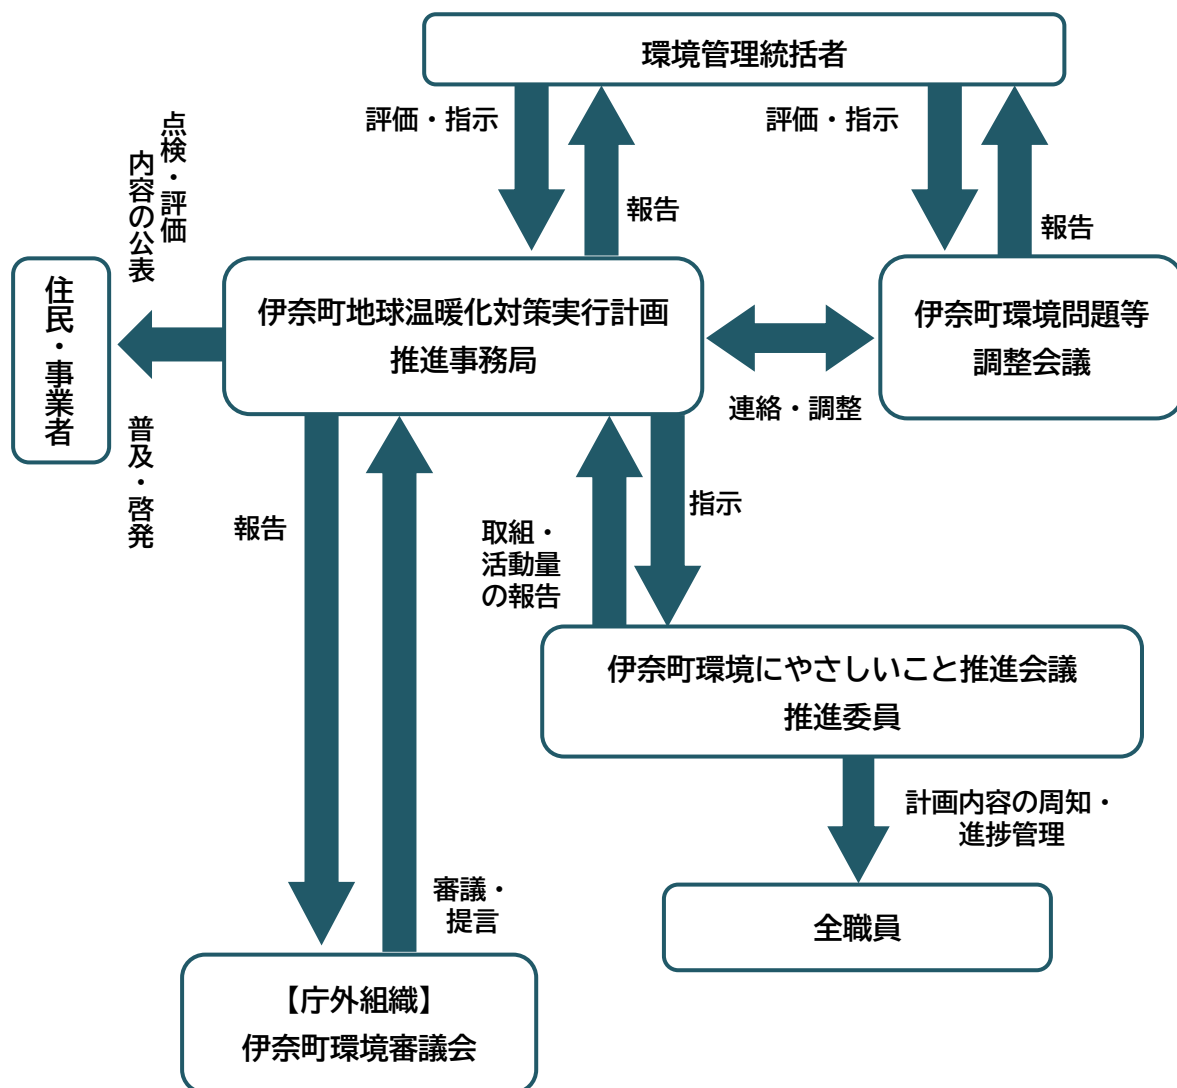 環境管理統括者
評価・指示
報告
評価・指示
報告
点検・評価
内容の公表
住民・事業者
普及・啓発
伊奈町地球温暖化対策実行計画
推進事務局
連絡・調整
伊奈町環境問題等
調整会議
報告
審議・
提言
取組・
活動量
の報告
指示
伊奈町環境にやさしいこと推進会議
推進委員
計画内容の周知・
進捗管理
全職員
【庁外組織】
伊奈町環境審議会